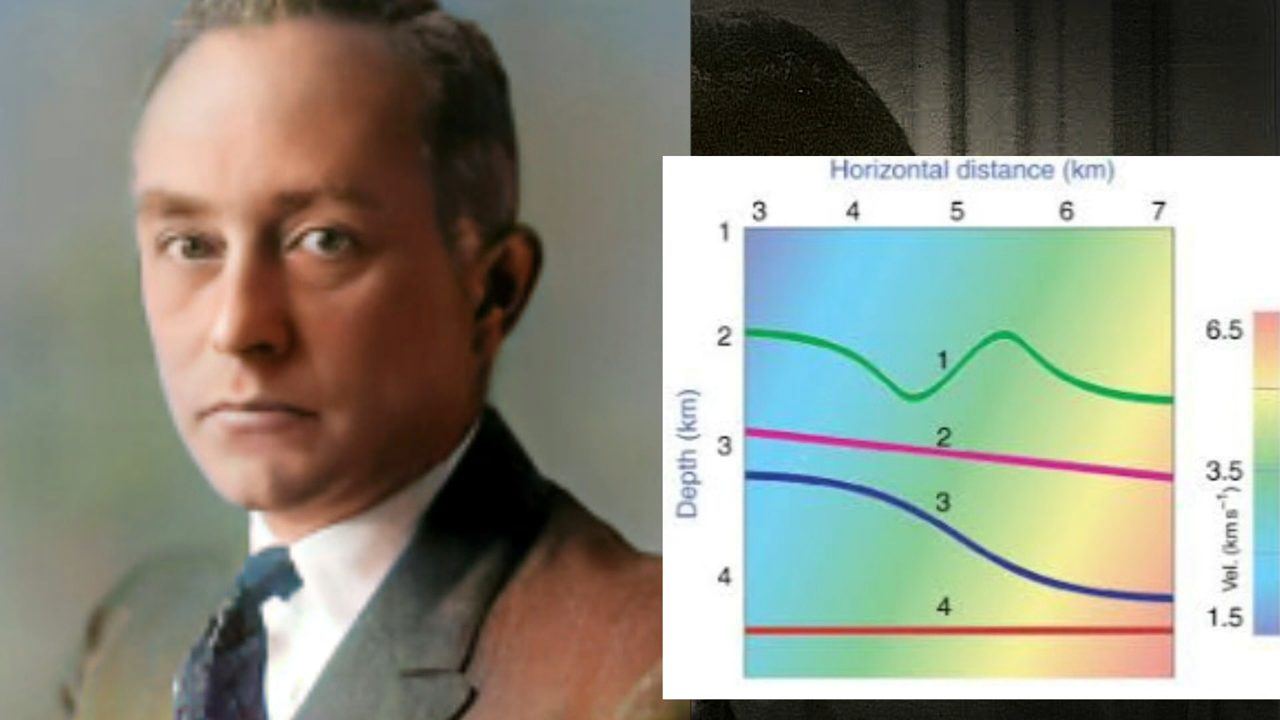 Horizontal distance (km)
3 4 5 6 7
1
2
3
4
Depth (km)
1
2
3
4
6.5
3.5
1.5
Vel. (km s⁻¹)